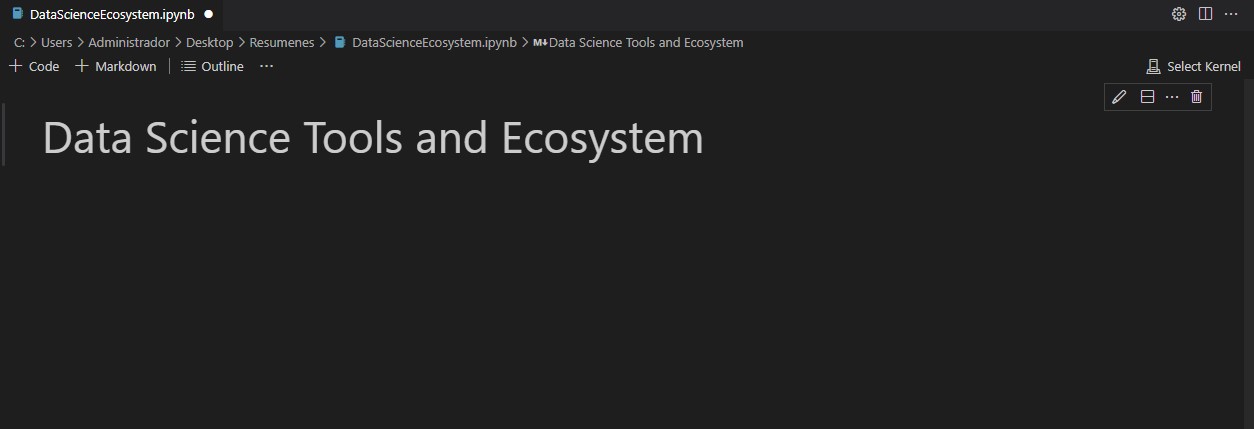 DataScienceEcosystem.ipynb
C: > Users > Administrador > Desktop > Resumenes > DataScienceEcosystem.ipynb > M↓Data Science Tools and Ecosystem
+ Code + Markdown | Outline ··· Select Kernel
Data Science Tools and Ecosystem